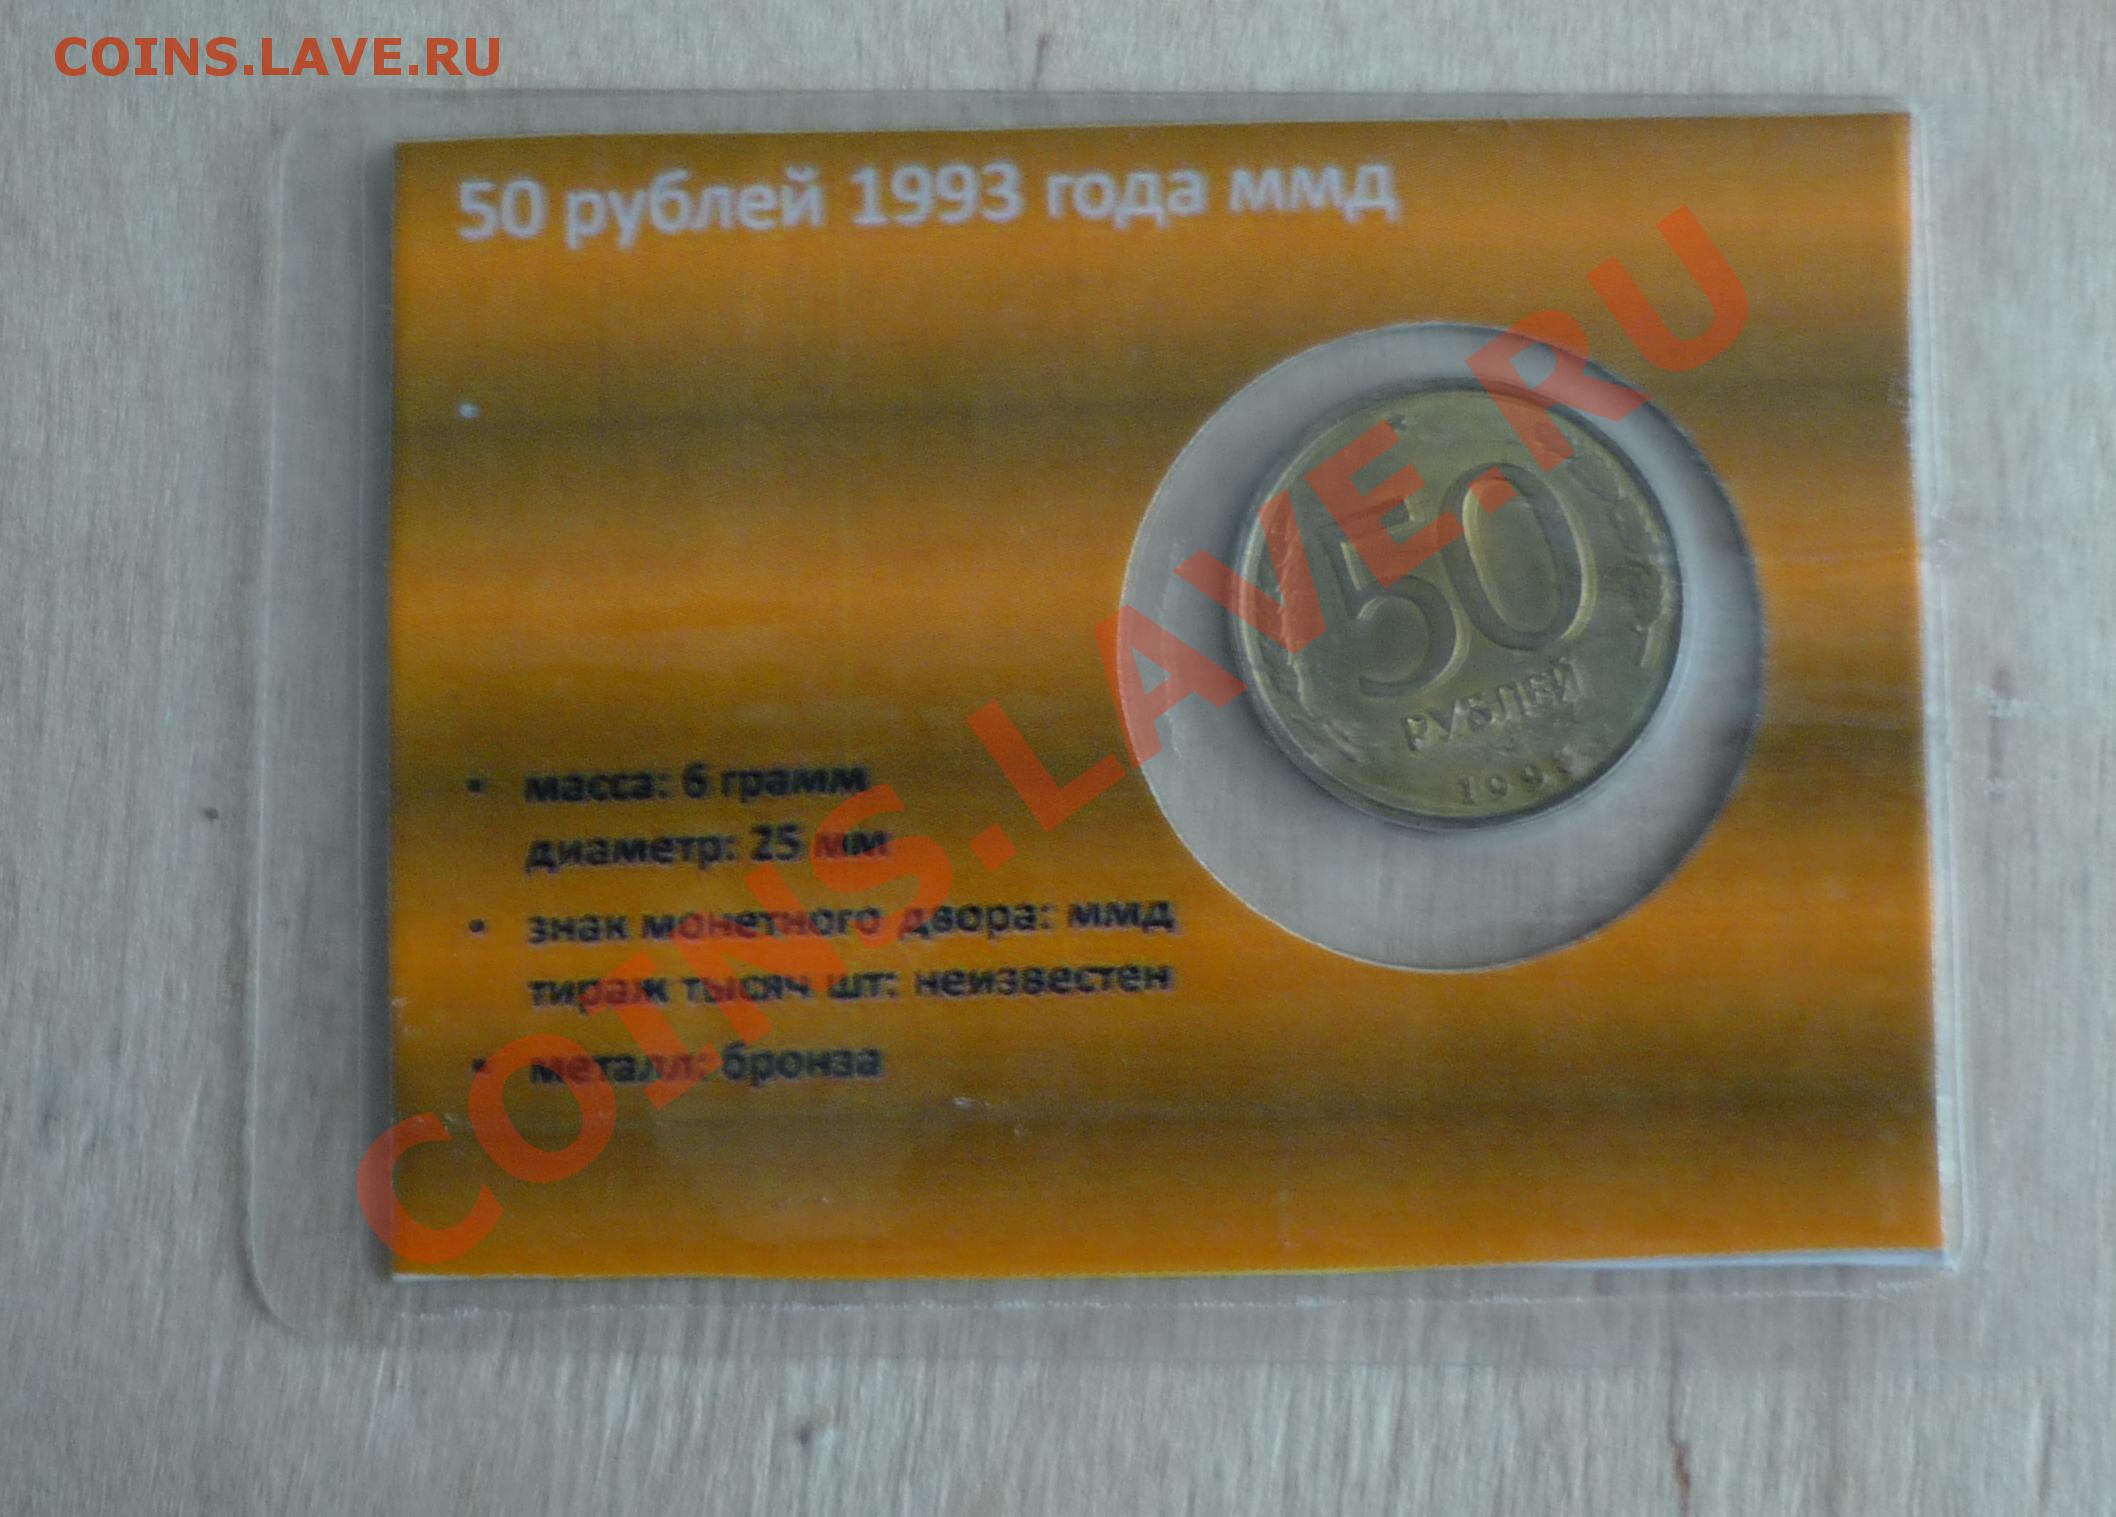 COINS.LAVE.RU
50 рублей 1993 года ммд
50
РУБЛЕЙ
1993
• масса: 6 грамм
диаметр: 25 мм
• знак монетного двора: ммд
тираж тысяч шт: неизвестен
• металл: бронза
COINS.LAVE.RU